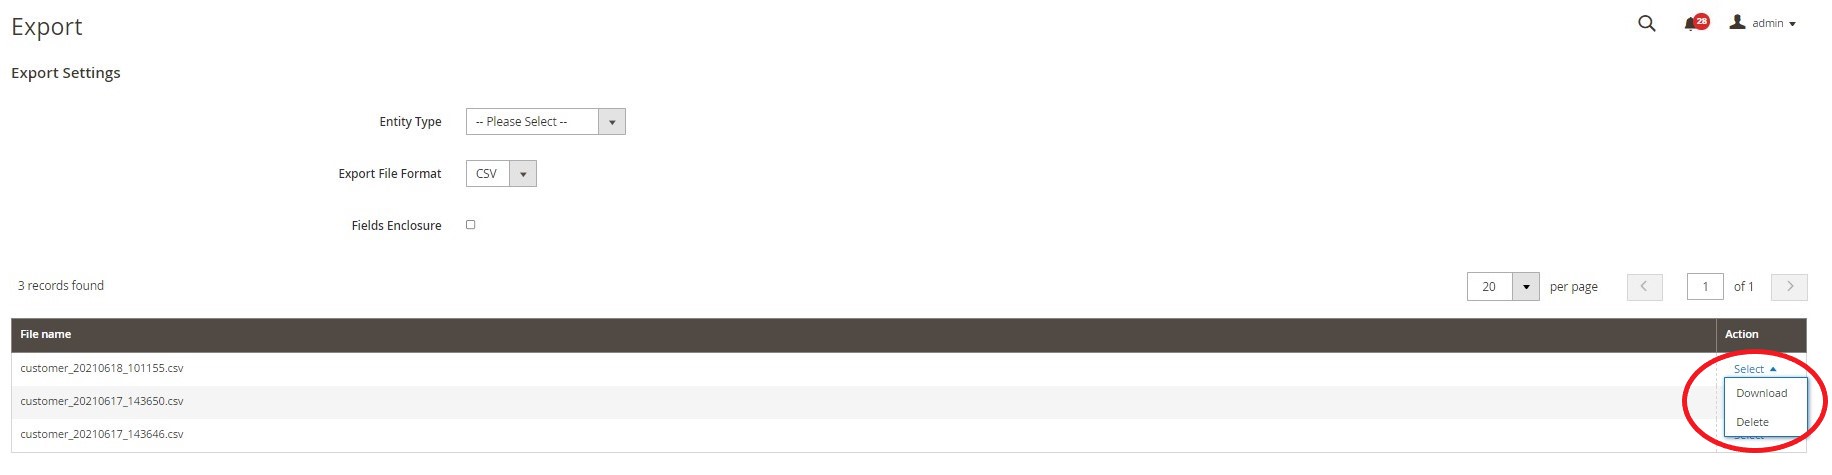 Export
28
admin
Export Settings
Entity Type
-- Please Select --
Export File Format
CSV
Fields Enclosure
3 records found
20
per page
1
of 1
File name
Action
customer_20210618_101155.csv
Select
customer_20210617_143650.csv
Download
Delete
customer_20210617_143646.csv